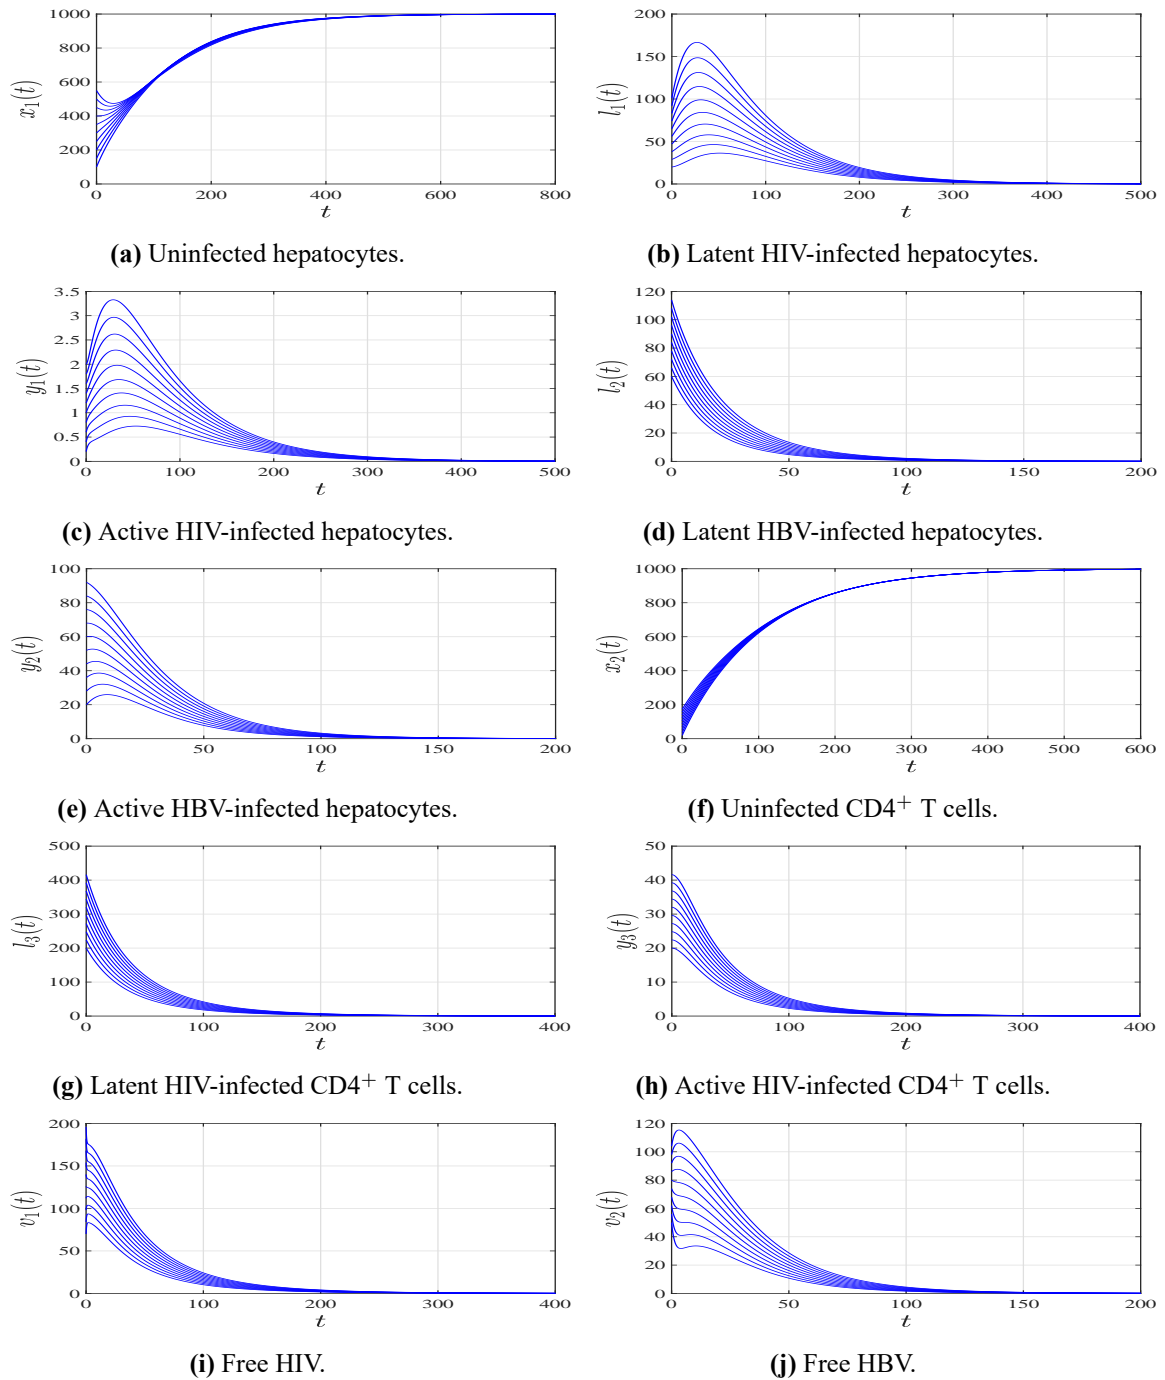 1000
800
600
400
200
0
x₁(t)
0 200 400 600 800
t
(a) Uninfected hepatocytes.
200
150
100
50
0
l₁(t)
0 100 200 300 400 500
t
(b) Latent HIV-infected hepatocytes.
3.5
3
2.5
2
1.5
1
0.5
0
y₁(t)
0 100 200 300 400 500
t
(c) Active HIV-infected hepatocytes.
120
100
80
60
40
20
0
l₂(t)
0 50 100 150 200
t
(d) Latent HBV-infected hepatocytes.
100
80
60
40
20
0
y₂(t)
0 50 100 150 200
t
(e) Active HBV-infected hepatocytes.
1000
800
600
400
200
0
x₂(t)
0 100 200 300 400 500 600
t
(f) Uninfected CD4⁺ T cells.
500
400
300
200
100
0
l₃(t)
0 100 200 300 400
t
(g) Latent HIV-infected CD4⁺ T cells.
50
40
30
20
10
0
y₃(t)
0 100 200 300 400
t
(h) Active HIV-infected CD4⁺ T cells.
200
150
100
50
0
v₁(t)
0 100 200 300 400
t
(i) Free HIV.
120
100
80
60
40
20
0
v₂(t)
0 50 100 150 200
t
(j) Free HBV.